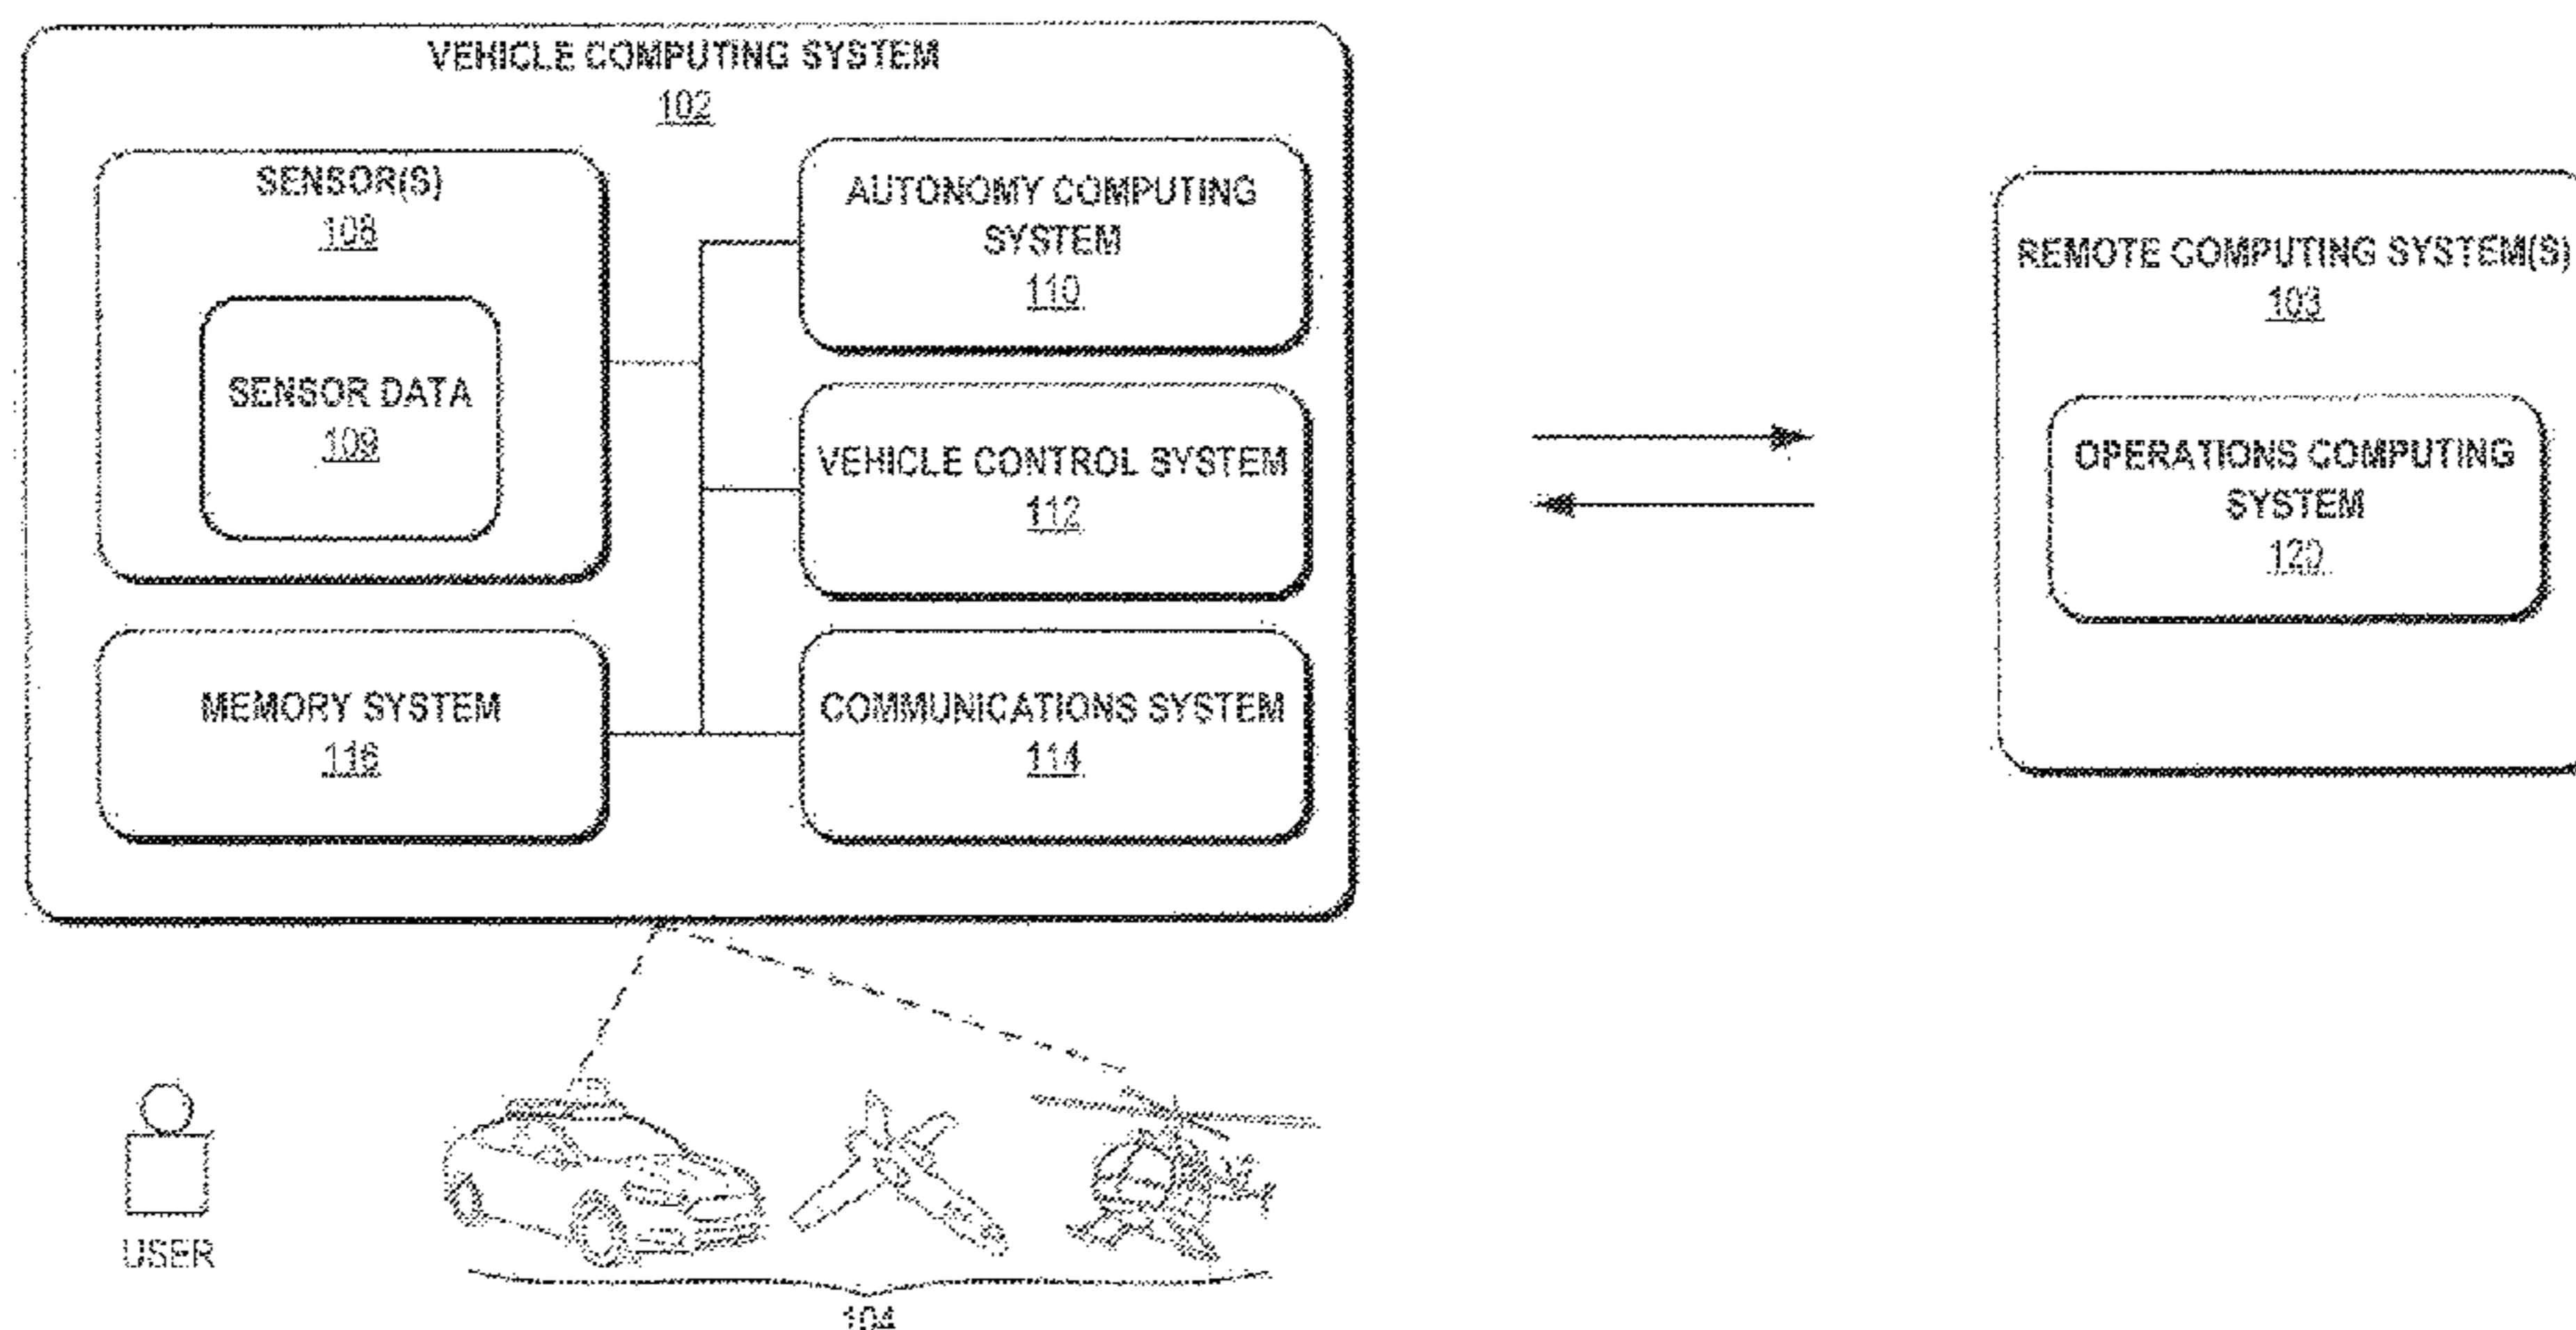 VEHICLE COMPUTING SYSTEM
102
SENSOR(S)
108
SENSOR DATA
109
MEMORY SYSTEM
116
AUTONOMY COMPUTING
SYSTEM
110
VEHICLE CONTROL SYSTEM
112
COMMUNICATIONS SYSTEM
114
REMOTE COMPUTING SYSTEM(S)
103
OPERATIONS COMPUTING
SYSTEM
120
USER
104